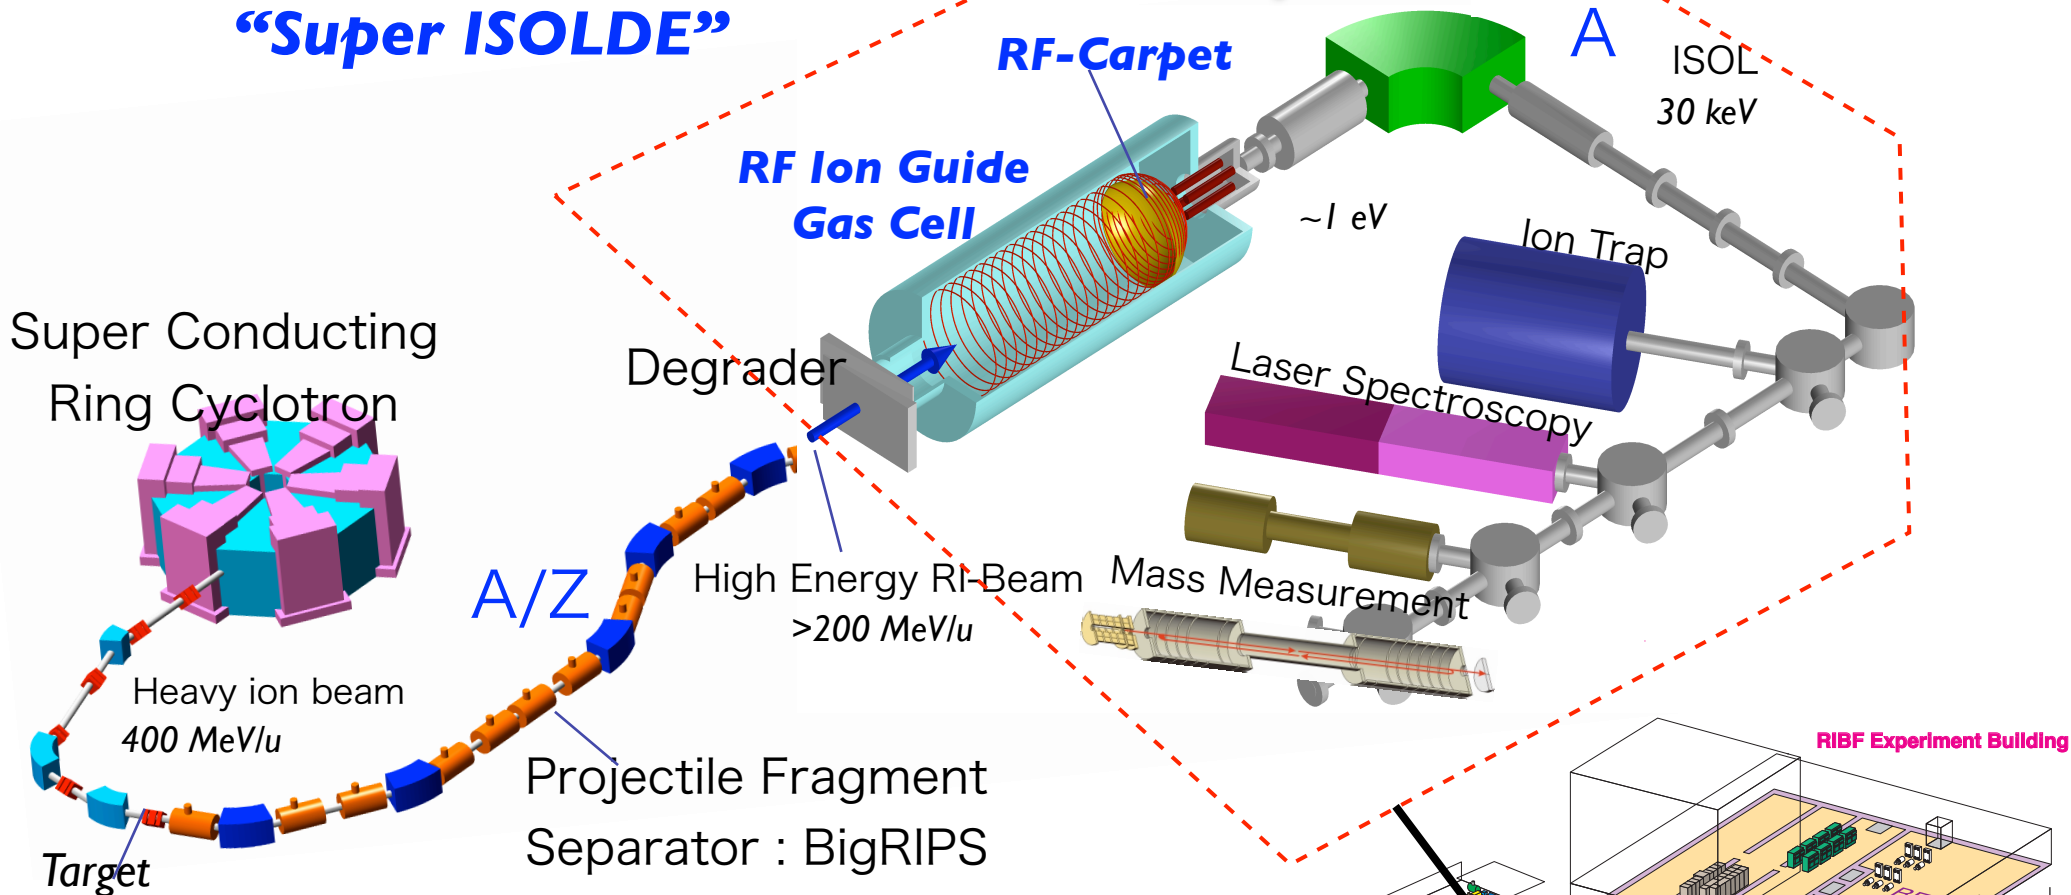 “Super ISOLDE”
RF-Carpet
A
ISOL
30 keV
RF Ion Guide
Gas Cell
~1 eV
Ion Trap
Super Conducting
Ring Cyclotron
Degrader
Laser Spectroscopy
A/Z
High Energy RI-Beam
>200 MeV/u
Mass Measurement
Heavy ion beam
400 MeV/u
Projectile Fragment
Separator : BigRIPS
Target
RIBF Experiment Building